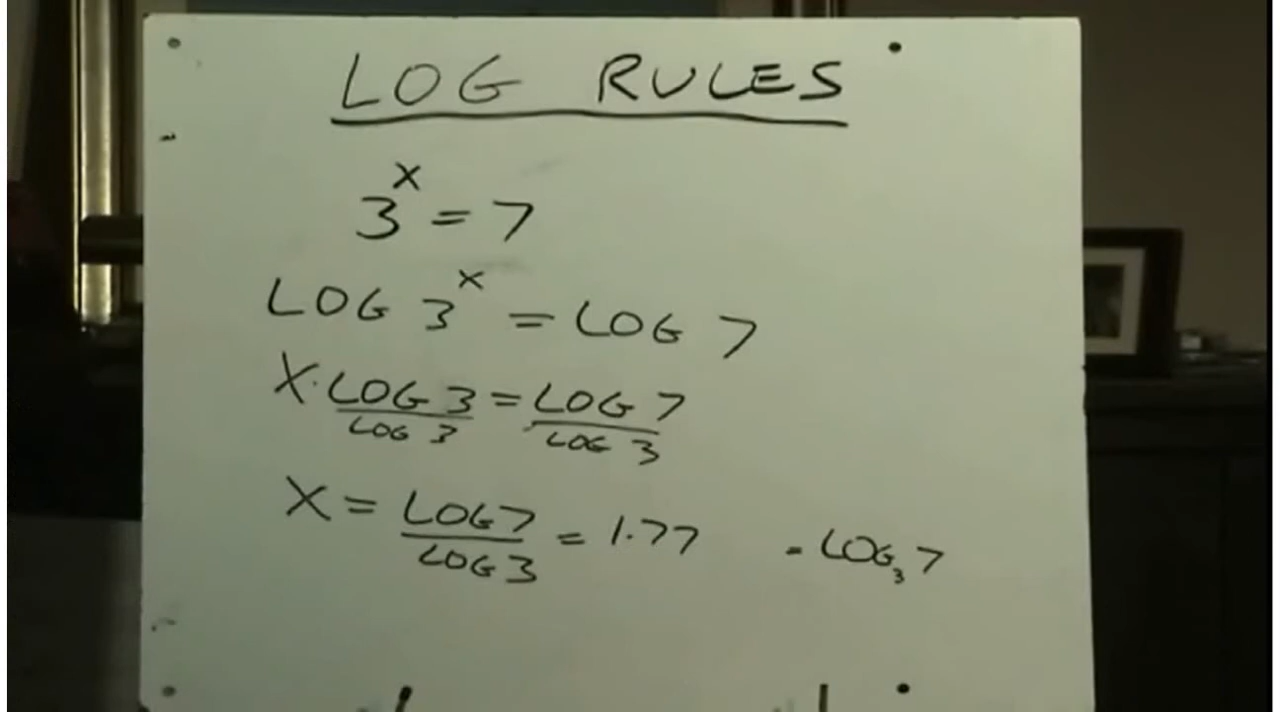 LOG RULES
3^x = 7
LOG 3^x = LOG 7
X · LOG 3 / LOG 3 = LOG 7 / LOG 3
X = LOG 7 / LOG 3 = 1.77 = LOG₃ 7